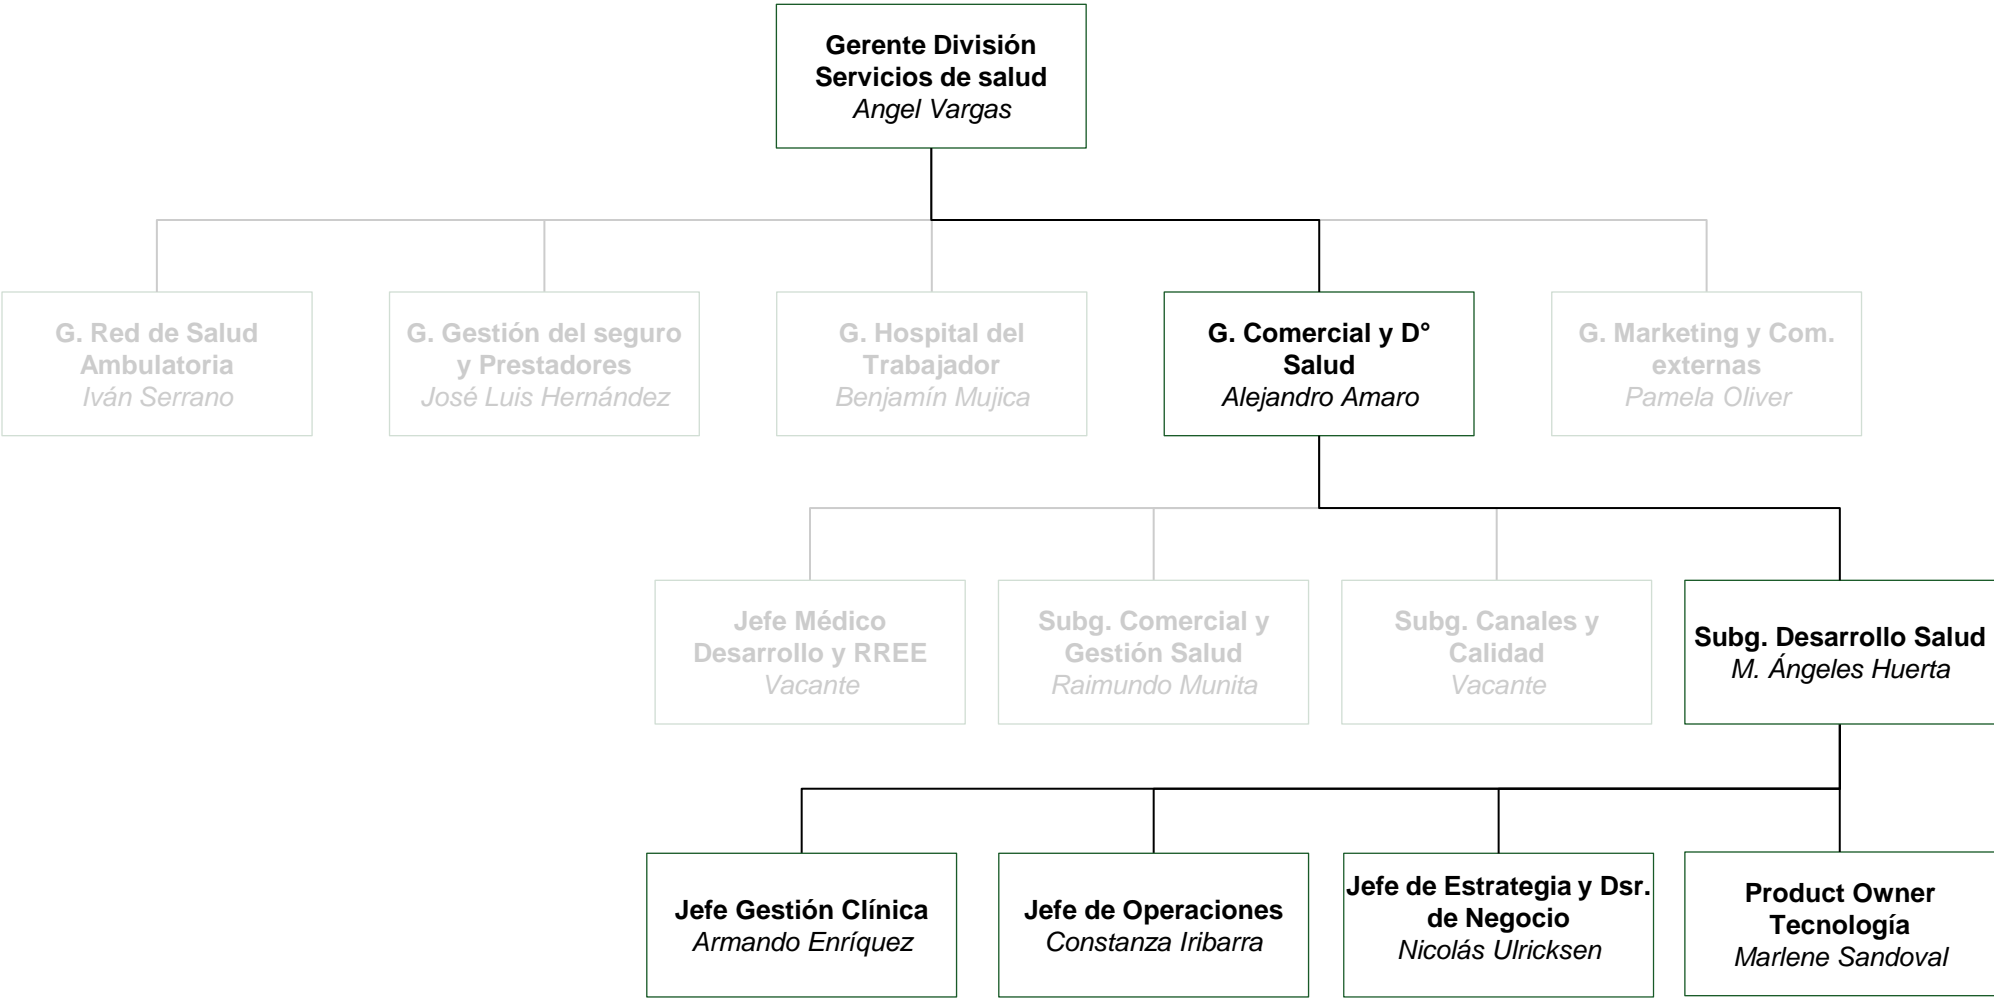 Gerente División
Servicios de salud
Angel Vargas
G. Red de Salud
Ambulatoria
Iván Serrano
G. Gestión del seguro
y Prestadores
José Luis Hernández
G. Hospital del
Trabajador
Benjamín Mujica
G. Comercial y D°
Salud
Alejandro Amaro
G. Marketing y Com.
externas
Pamela Oliver
Jefe Médico
Desarrollo y RREE
Vacante
Subg. Comercial y
Gestión Salud
Raimundo Munita
Subg. Canales y
Calidad
Vacante
Subg. Desarrollo Salud
M. Ángeles Huerta
Jefe Gestión Clínica
Armando Enríquez
Jefe de Operaciones
Constanza Iribarra
Jefe de Estrategia y Dsr.
de Negocio
Nicolás Ulricksen
Product Owner
Tecnología
Marlene Sandoval